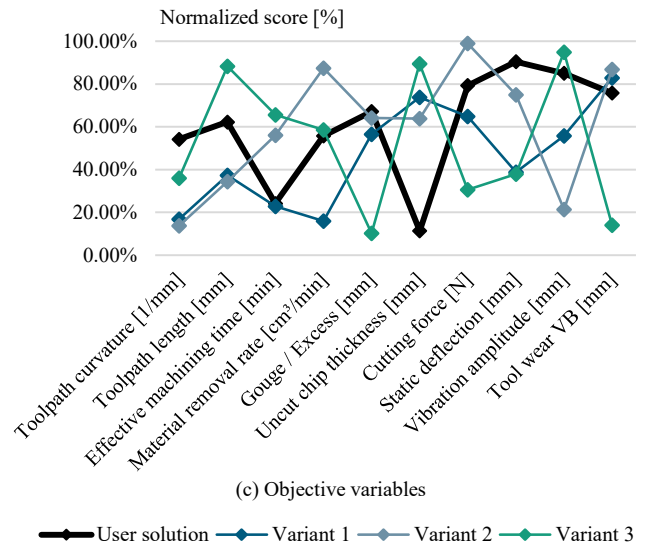 Normalized score [%]
100.00%
80.00%
60.00%
40.00%
20.00%
0.00%
Toolpath curvature [1/mm]
Toolpath length [mm]
Effective machining time [min]
Material removal rate [cm³/min]
Gouge / Excess [mm]
Uncut chip thickness [mm]
Cutting force [N]
Static deflection [mm]
Vibration amplitude [mm]
Tool wear VB [mm]
(c) Objective variables
User solution Variant 1 Variant 2 Variant 3